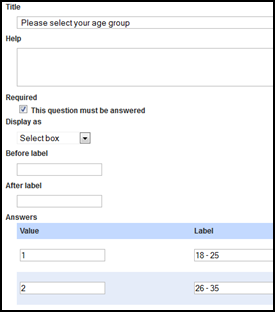 Title
Please select your age group
Help
Required
This question must be answered
Display as
Select box
Before label
After label
Answers
Value Label
1 18 - 25
2 26 - 35